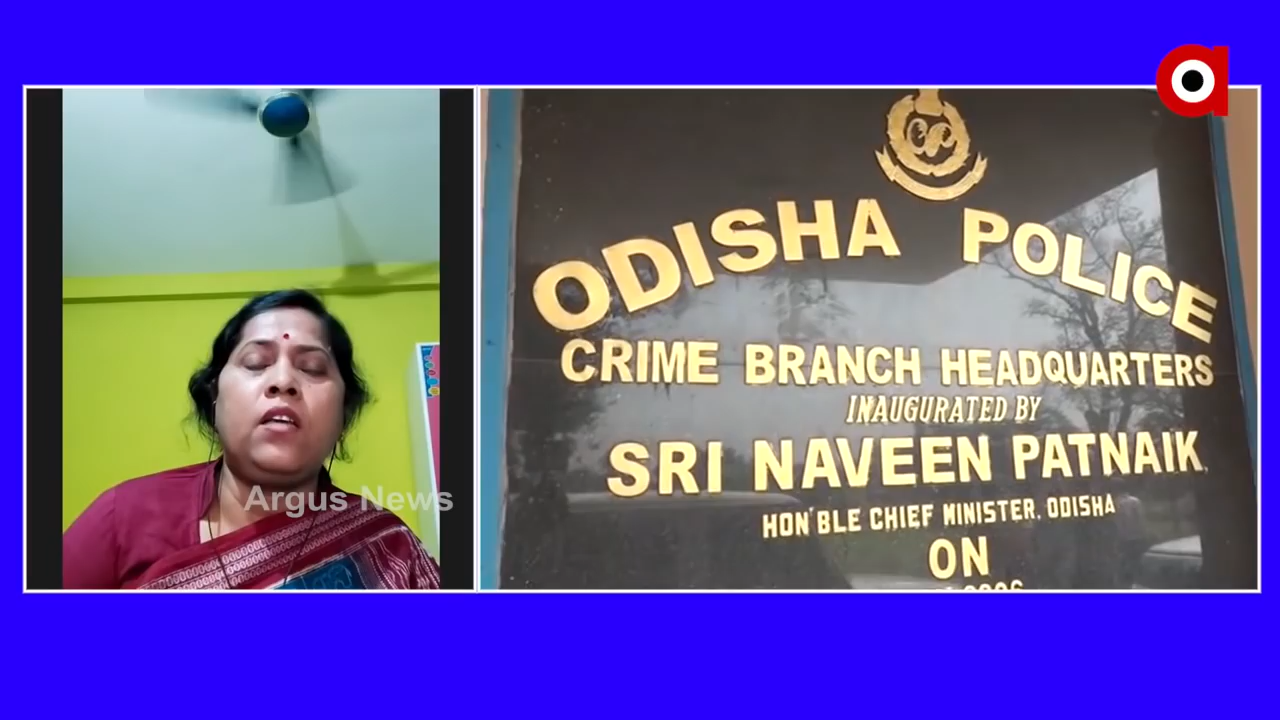 ODISHA POLICE
CRIME BRANCH HEADQUARTERS
INAUGURATED BY
SRI NAVEEN PATNAIK
HON'BLE CHIEF MINISTER, ODISHA
ON
Argus News